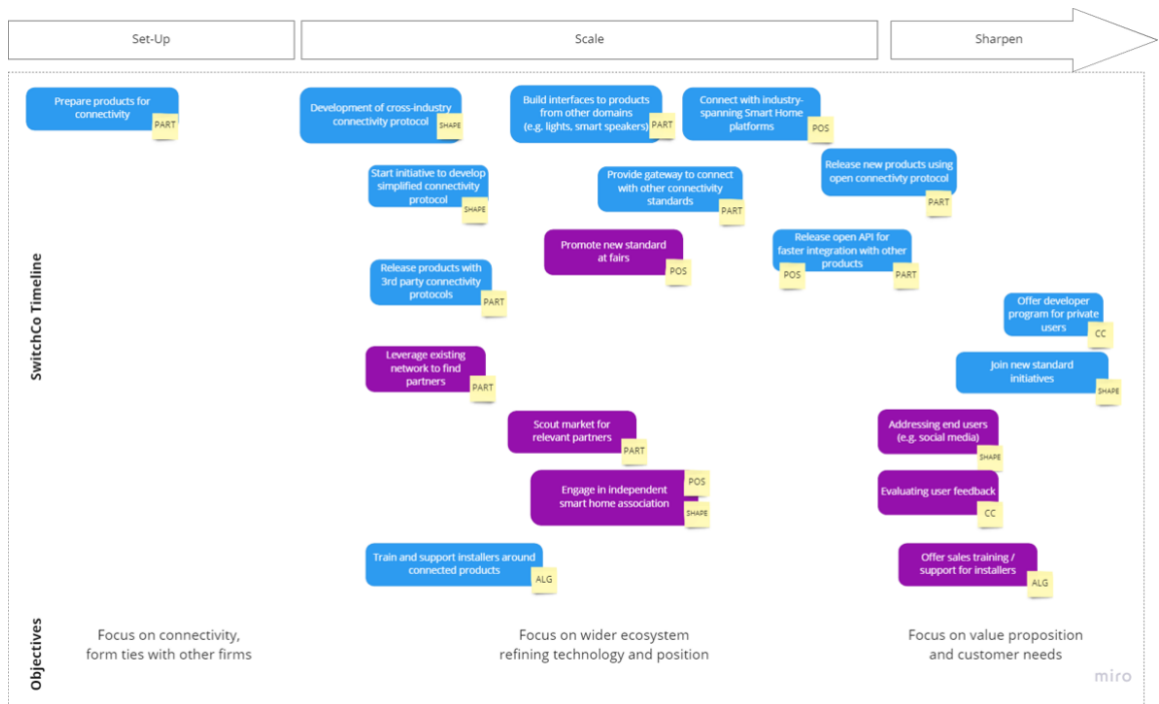 Set-Up
Scale
Sharpen
Prepare products for
connectivity
PART
Development of cross-industry
connectivity protocol
SHAPE
Build interfaces to products
from other domains
(e.g. lights, smart speakers)
PART
Connect with industry-
spanning Smart Home
platforms
POS
Start initiative to develop
simplified connectivity
protocol
SHAPE
Provide gateway to connect
with other connectivity
standards
PART
Release new products using
open connectivty protocol
PART
Promote new standard
at fairs
POS
Release open API for
faster integration with other
products
POS
PART
Release products with
3rd party connectivity
protocols
PART
Offer developer
program for private
users
CC
Leverage existing
network to find
partners
PART
Join new standard
initiatives
SHAPE
Scout market for
relevant partners
PART
Addressing end users
(e.g. social media)
SHAPE
Engage in independent
smart home association
POS
SHAPE
Evaluating user feedback
CC
Train and support installers around
connected products
ALG
Offer sales training /
support for installers
ALG
SwitchCo Timeline
Objectives
Focus on connectivity,
form ties with other firms
Focus on wider ecosystem
refining technology and position
Focus on value proposition
and customer needs
miro